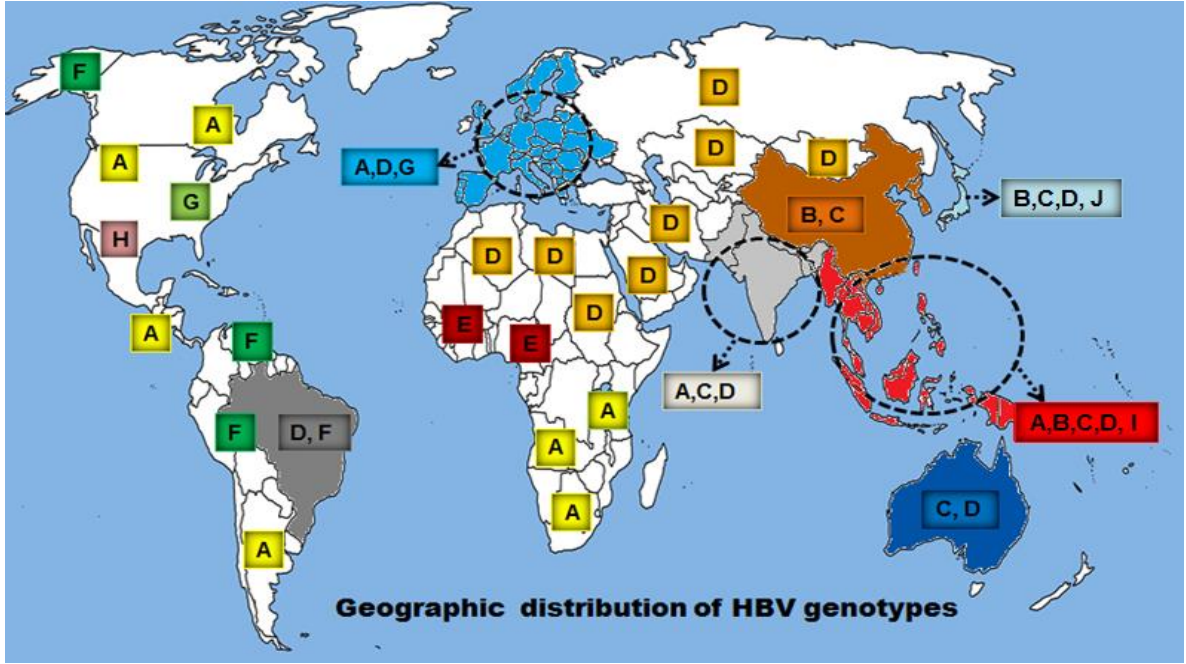 F
A
A
G
H
A
F
F
D, F
A
A,D,G
D
D
D
D
D
D
D
D
E
E
A
A
A
B, C
B,C,D, J
A,C,D
A,B,C,D, I
C, D
Geographic distribution of HBV genotypes